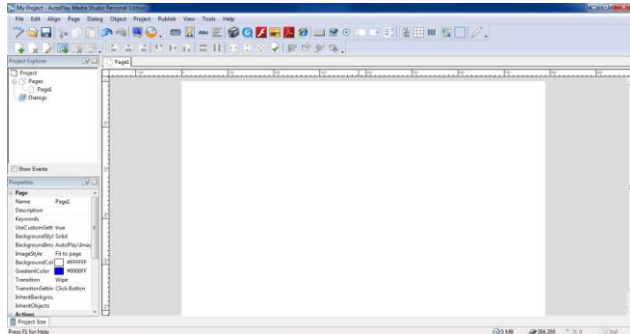 My Project - AutoPlay Media Studio Personal Edition
File Edit Align Page Dialog Object Project Publish View Tools Help
Project Explorer
Page1
Project
Pages
Page1
Dialogs
Show Events
Properties
Page
Name Page1
Description
Keywords
UseCustomSett true
BackgroundStyl Solid
BackgroundIma AutoPlay\Imag
ImageStyle Fit to page
BackgroundCol #FFFFFF
GradientColor #0000FF
Transition Wipe
TransitionSettin Click Button
InheritBackgrou
InheritObjects
Actions
Project Size
Press F1 for Help